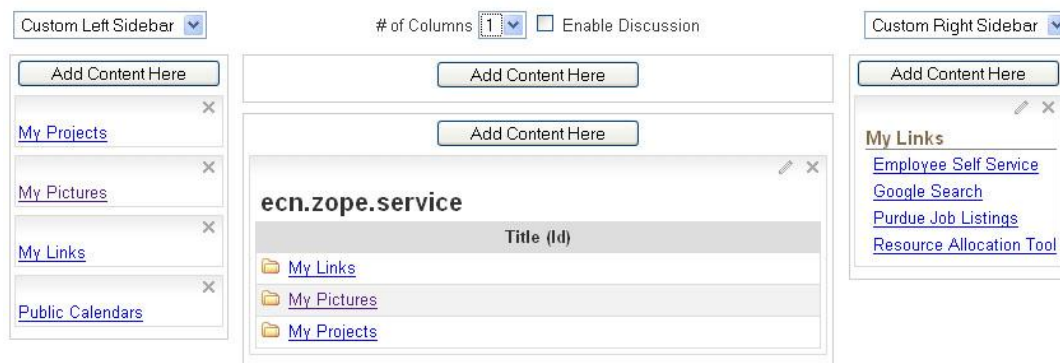 Custom Left Sidebar
# of Columns 1 Enable Discussion
Custom Right Sidebar
Add Content Here
My Projects
My Pictures
My Links
Public Calendars
Add Content Here
Add Content Here
ecn.zope.service
Title (Id)
My Links
My Pictures
My Projects
Add Content Here
My Links
Employee Self Service
Google Search
Purdue Job Listings
Resource Allocation Tool